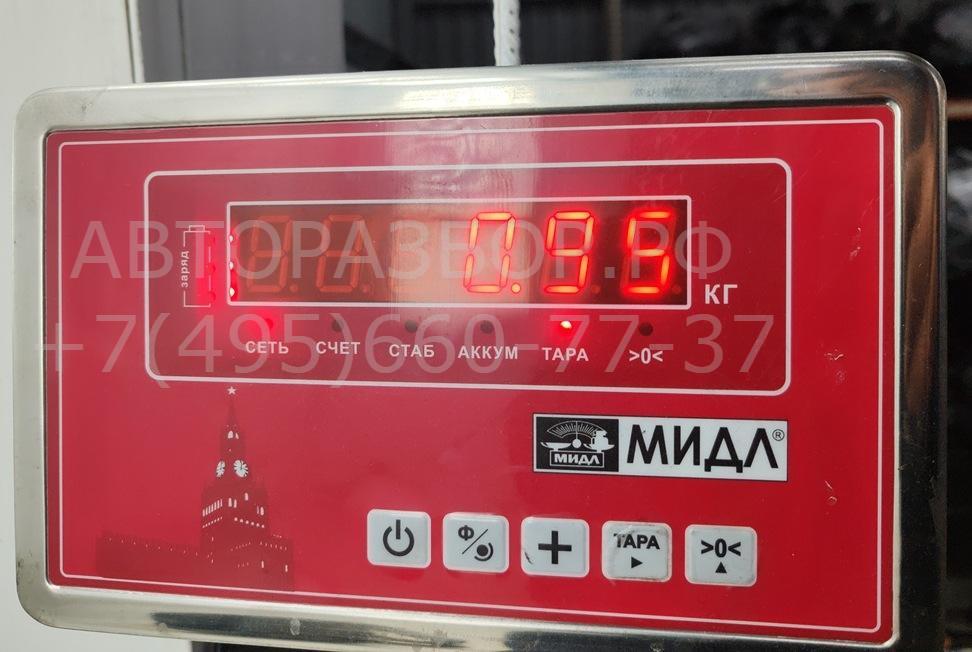 АВТОРАЗБОР.РФ
+7(495)660-77-37
заряд
0.95
КГ
СЕТЬ СЧЕТ СТАБ АККУМ ТАРА >0<
МИДЛ МИДЛ®
Ф + ТАРА >0<